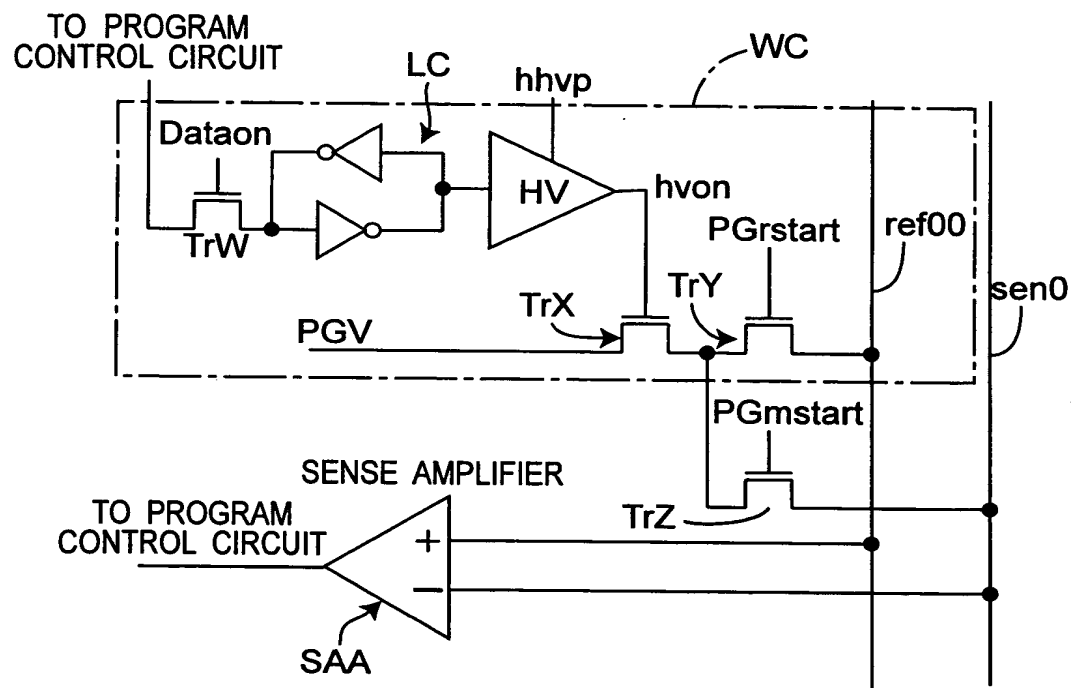 TO PROGRAM
CONTROL CIRCUIT
WC
LC
hhvp
Dataon
HV
hvon
TrW
PGrstart
ref00
TrX
TrY
sen0
PGV
PGmstart
SENSE AMPLIFIER
TO PROGRAM
CONTROL CIRCUIT
TrZ
+
−
SAA